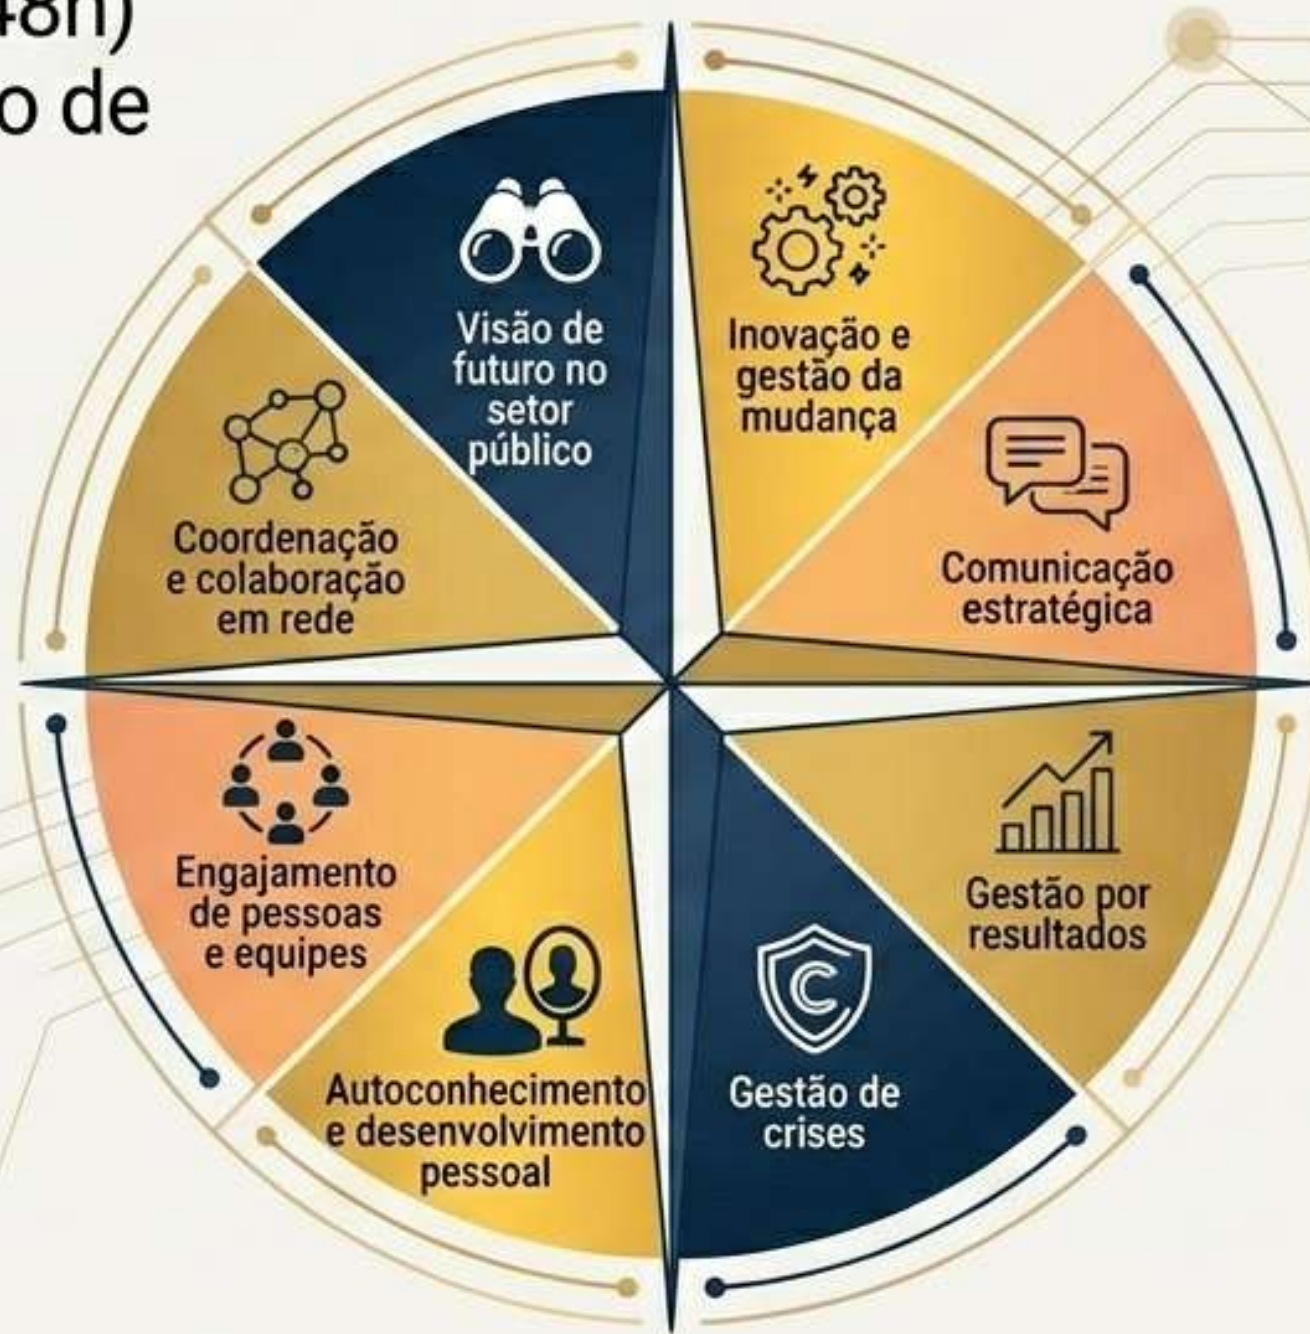 48h)
o de
Visão de
futuro no
setor
público
Inovação e
gestão da
mudança
Comunicação
estratégica
Gestão por
resultados
Gestão de
crises
C
Autoconhecimento
e desenvolvimento
pessoal
Engajamento
de pessoas
e equipes
Coordenação
e colaboração
em rede